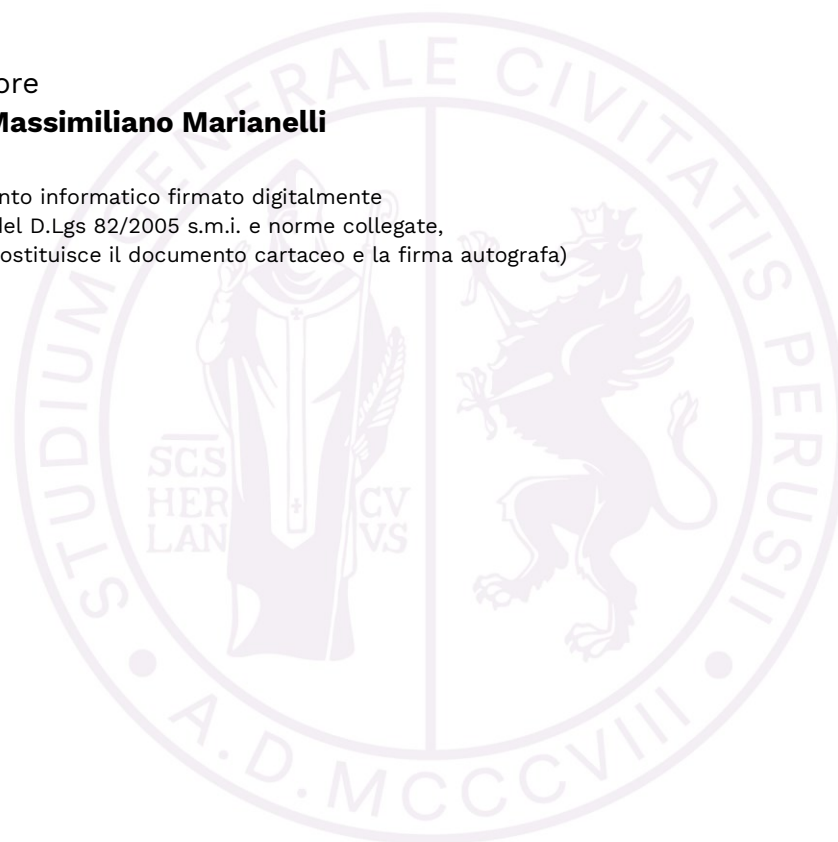 ore
Massimiliano Marianelli
nto informatico firmato digitalmente
del D.Lgs 82/2005 s.m.i. e norme collegate,
ostituisce il documento cartaceo e la firma autografa)
STUDIUM GENERALE CIVITATIS PERUSII
SCS
HER CV
LAN VS
A.D. MCCCVIII